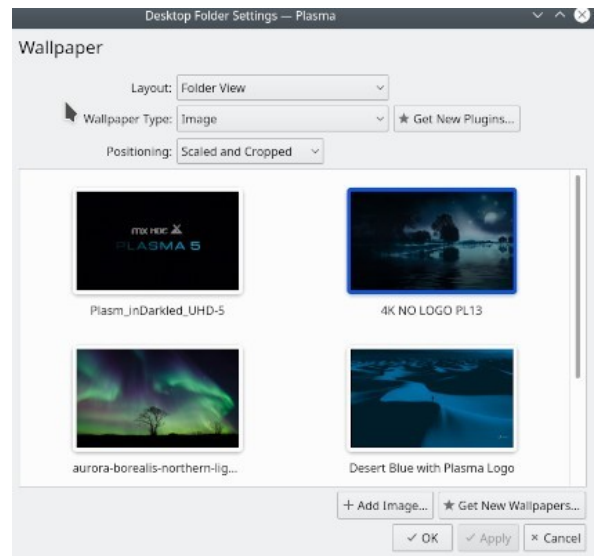 Desktop Folder Settings — Plasma
Wallpaper
Layout: Folder View
Wallpaper Type: Image ★ Get New Plugins...
Positioning: Scaled and Cropped
PLASMA 5
Plasm_inDarkled_UHD-5 4K NO LOGO PL13
aurora-borealis-northern-lig... Desert Blue with Plasma Logo
+ Add Image... ★ Get New Wallpapers...
✓ OK ✓ Apply × Cancel